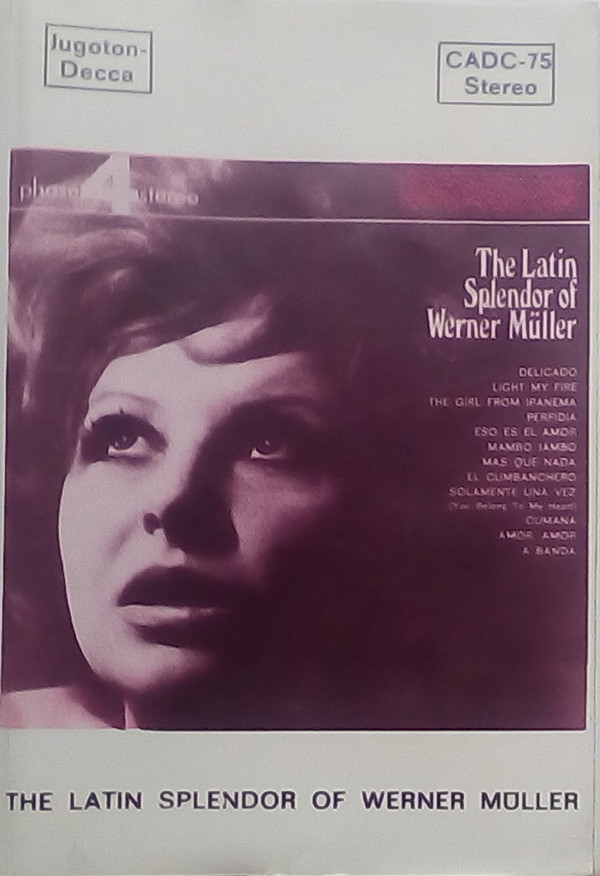 Jugoton-
Decca
CADC-75
Stereo
phase 4 stereo
The Latin
Splendor of
Werner Müller
DELICADO
LIGHT MY FIRE
THE GIRL FROM IPANEMA
PERFIDIA
ESO ES EL AMOR
MAMBO JAMBO
MAS QUE NADA
EL CUMBANCHERO
SOLAMENTE UNA VEZ
(You Belong To My Heart)
CUMANA
AMOR, AMOR
A BANDA
THE LATIN SPLENDOR OF WERNER MÜLLER